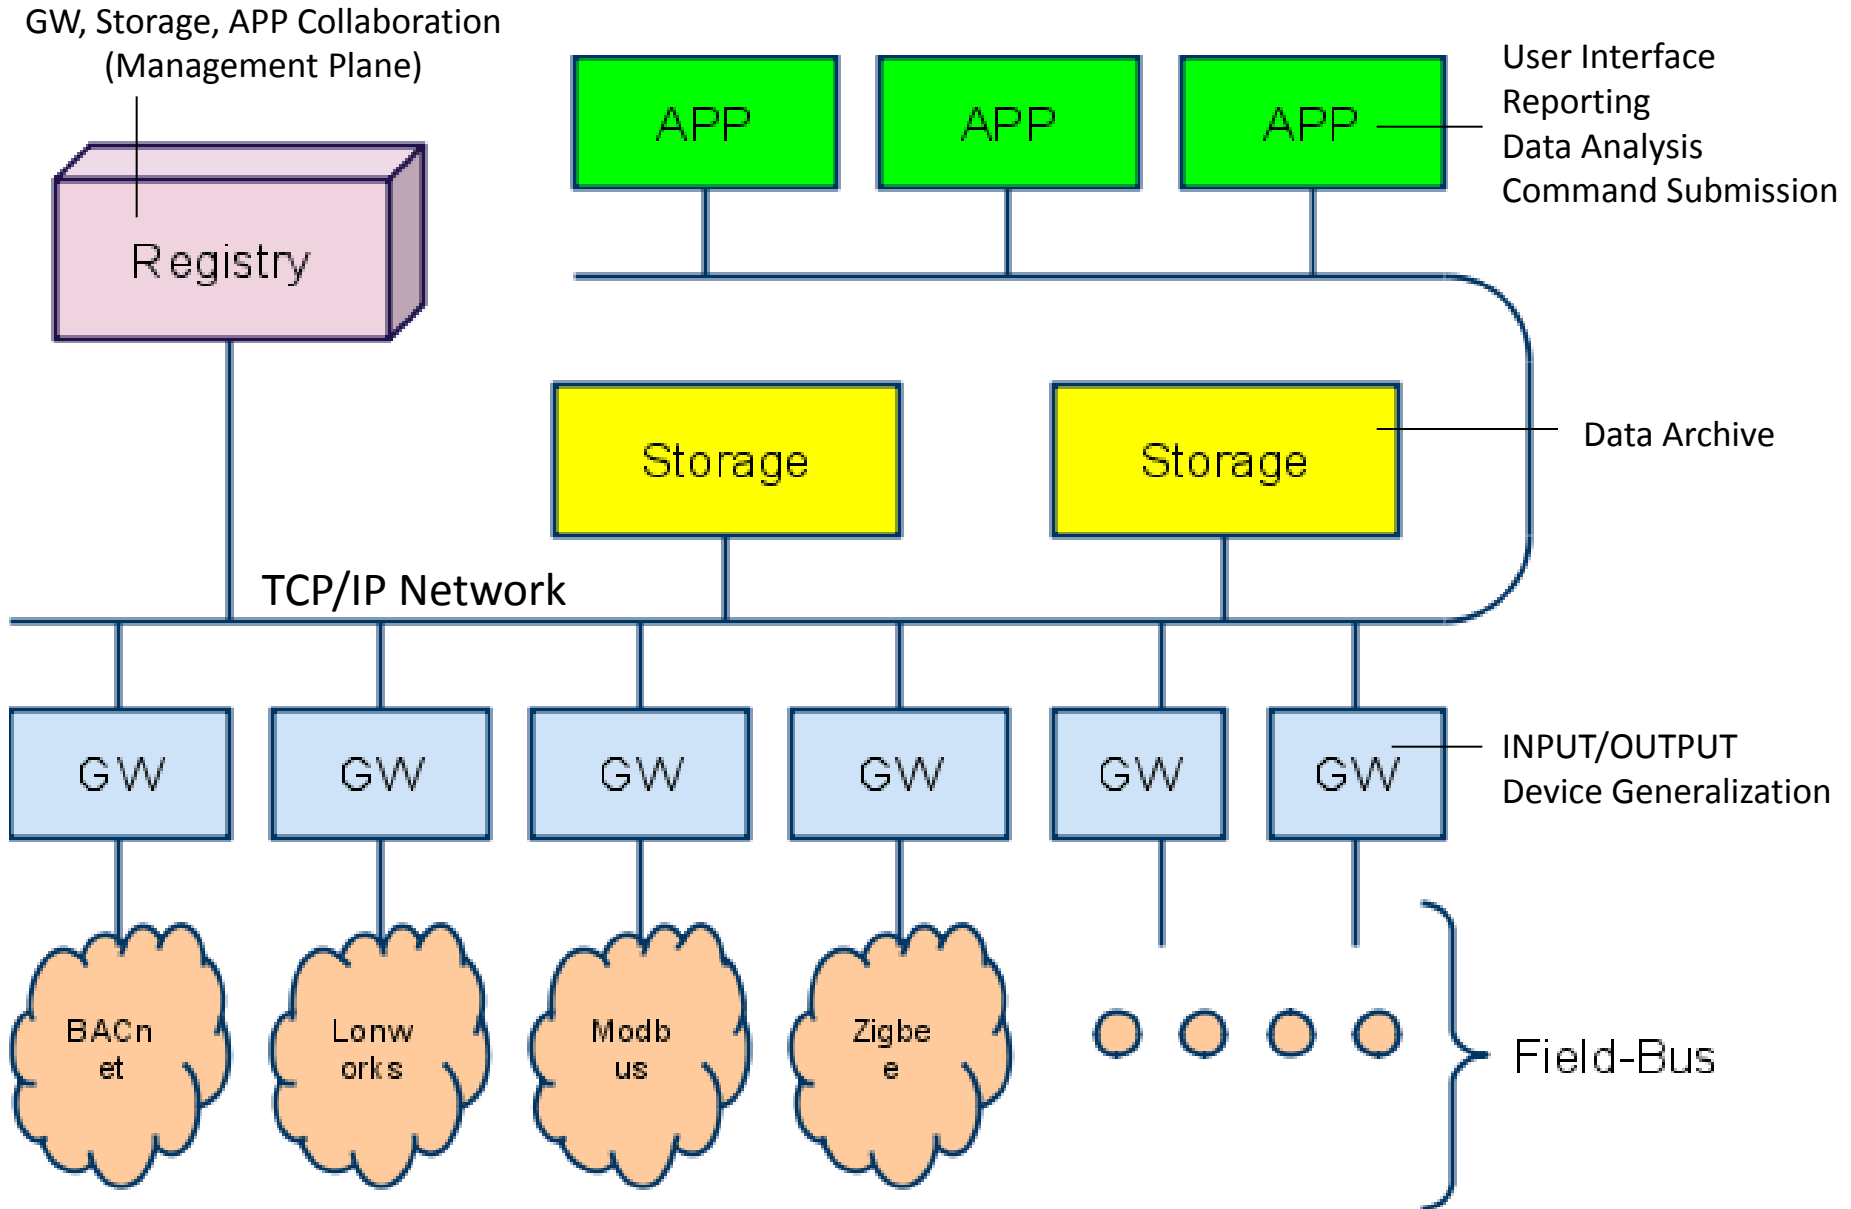 GW, Storage, APP Collaboration
(Management Plane)
Registry
APP
APP
APP
User Interface
Reporting
Data Analysis
Command Submission
Storage
Storage
Data Archive
TCP/IP Network
GW
GW
GW
GW
GW
GW
INPUT/OUTPUT
Device Generalization
BACn
et
Lonw
orks
Modb
us
Zigbe
e
Field-Bus